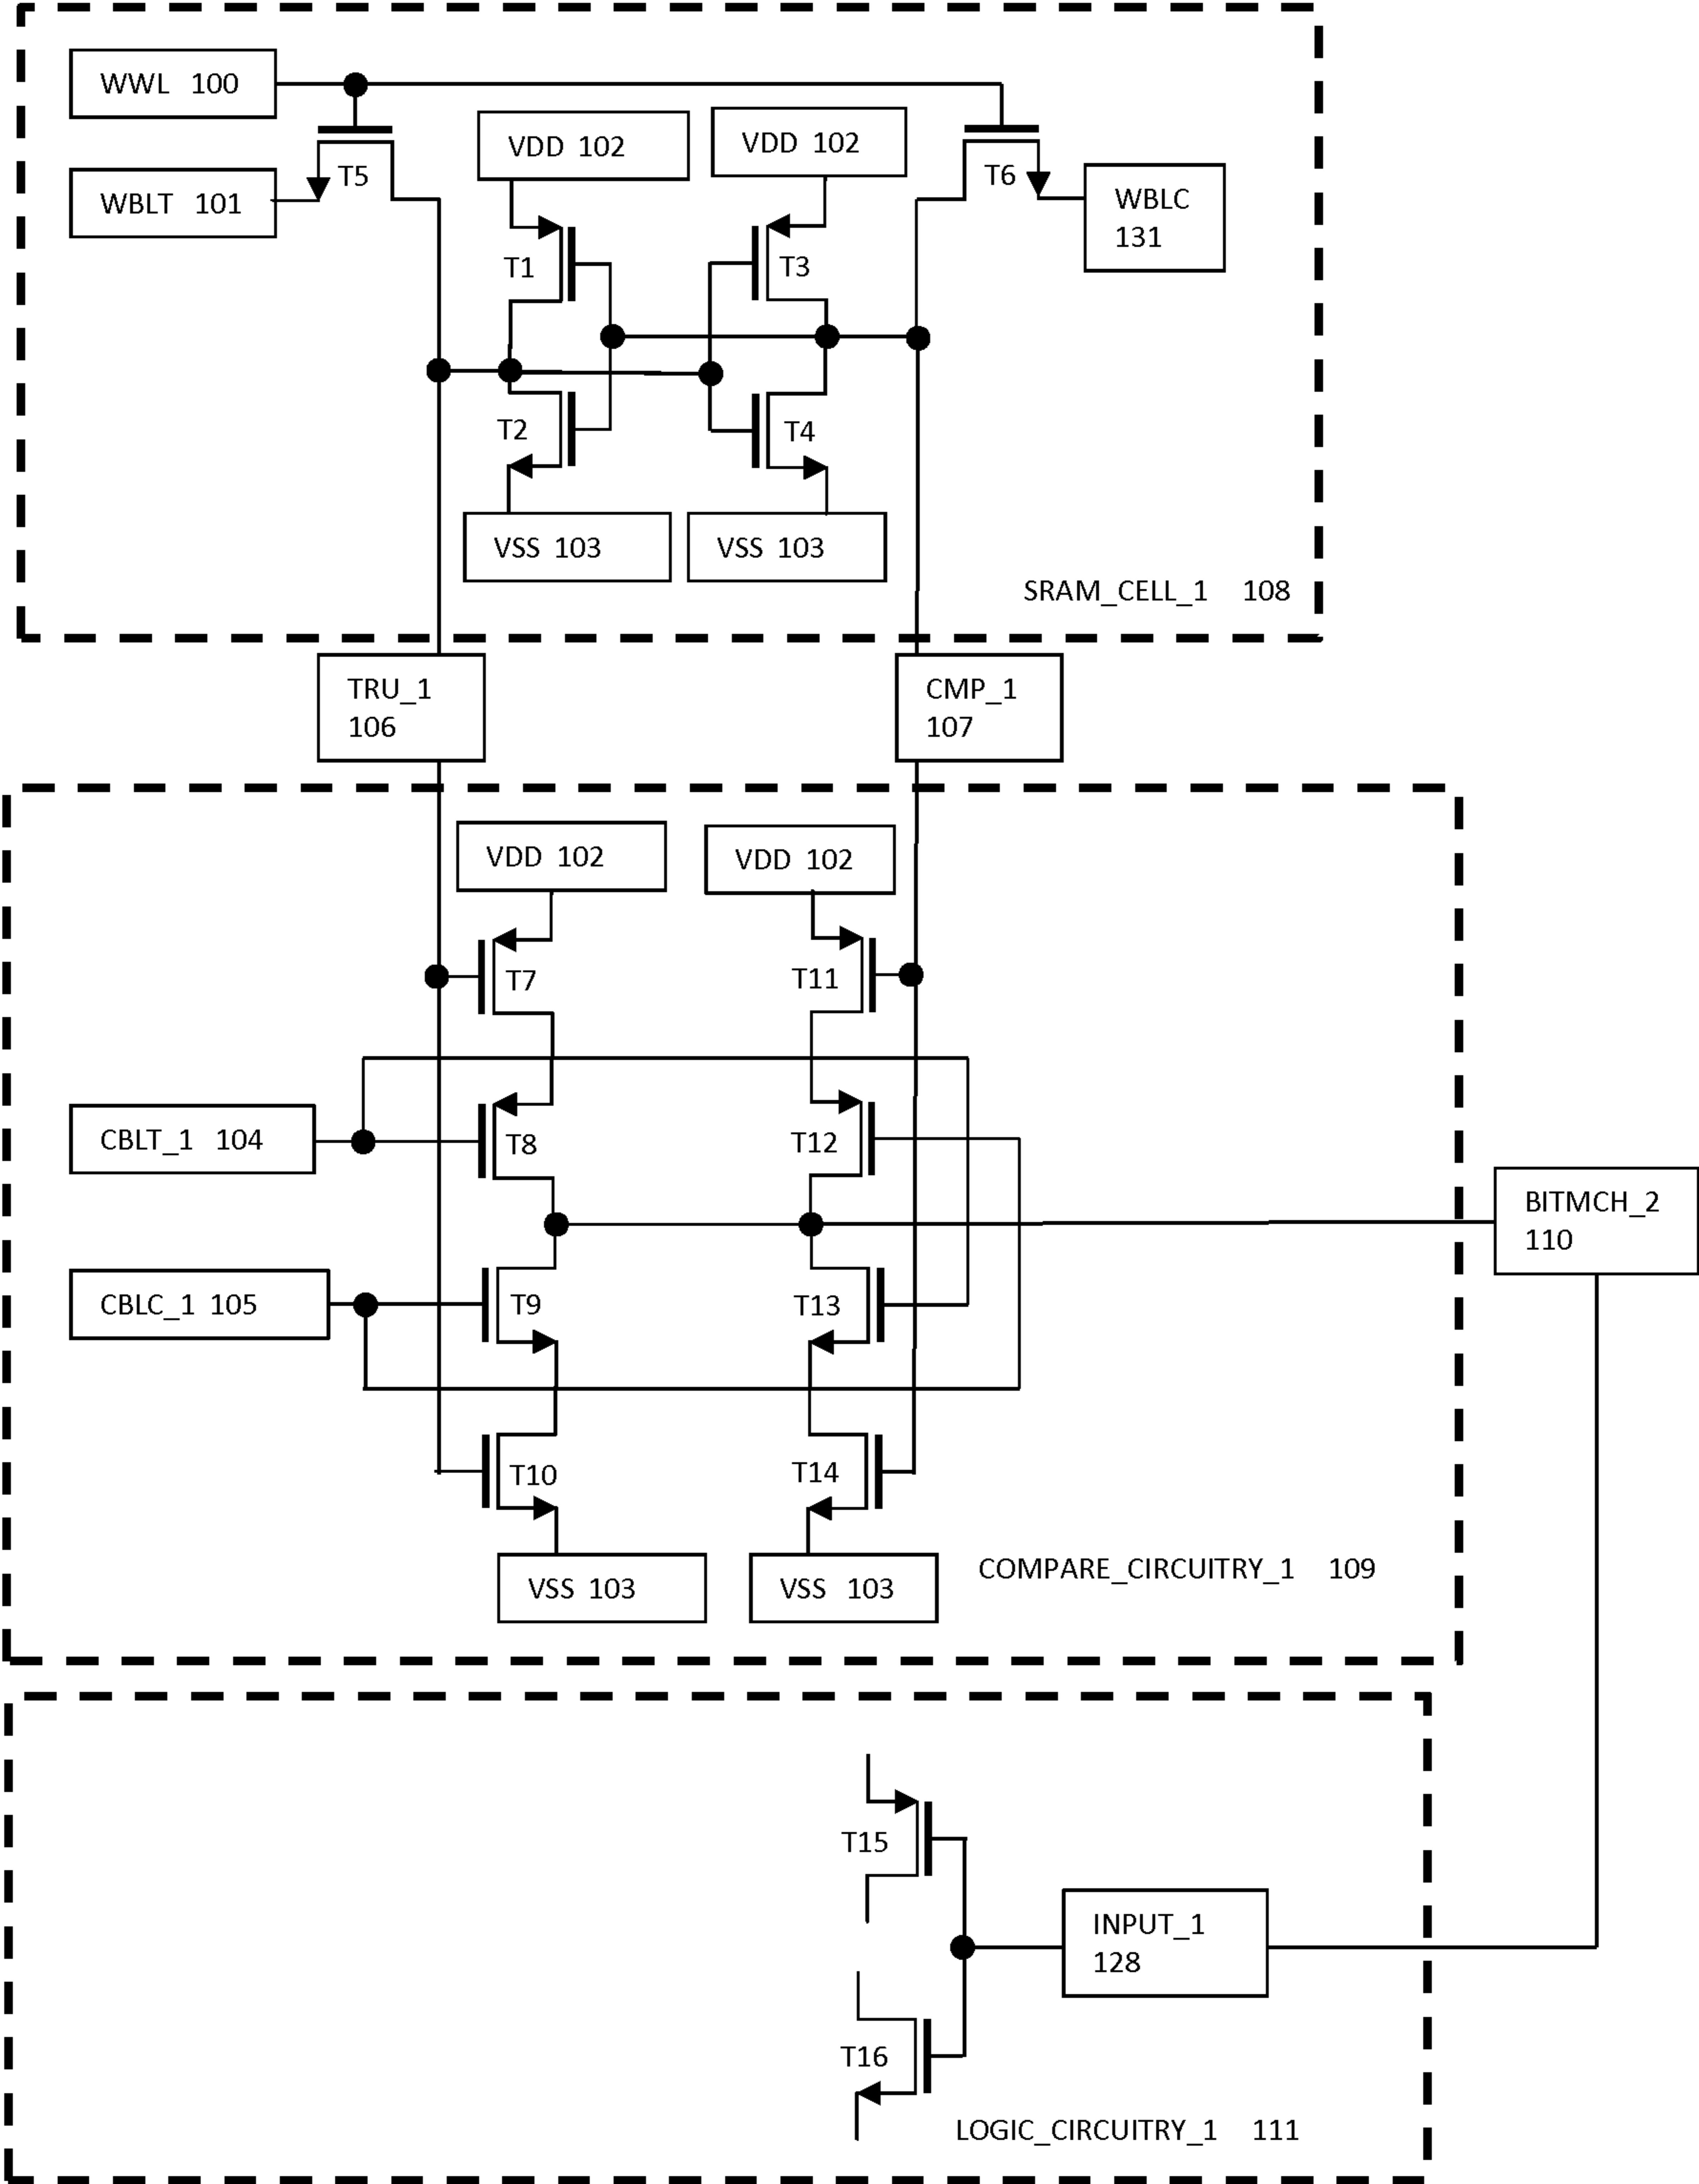 WWL 100
VDD 102
VDD 102
T5
T6
WBLT 101
WBLC
131
T1
T3
T2
T4
VSS 103
VSS 103
SRAM_CELL_1 108
TRU_1
106
CMP_1
107
VDD 102
VDD 102
T7
T11
CBLT_1 104
T8
T12
BITMCH_2
110
CBLC_1 105
T9
T13
T10
T14
VSS 103
VSS 103
COMPARE_CIRCUITRY_1 109
T15
INPUT_1
128
T16
LOGIC_CIRCUITRY_1 111